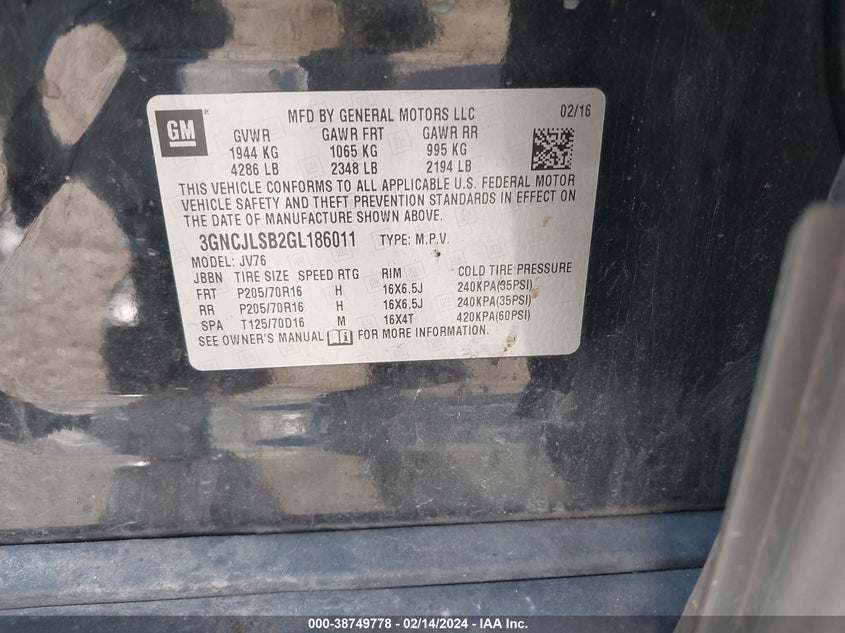 GM
MFD BY GENERAL MOTORS LLC 02/16
GVWR GAWR FRT GAWR RR
1944 KG 1065 KG 995 KG
4286 LB 2348 LB 2194 LB
THIS VEHICLE CONFORMS TO ALL APPLICABLE U.S. FEDERAL MOTOR
VEHICLE SAFETY AND THEFT PREVENTION STANDARDS IN EFFECT ON
THE DATE OF MANUFACTURE SHOWN ABOVE.
3GNCJLSB2GL186011 TYPE: M.P.V.
MODEL: JV76
JBBN TIRE SIZE SPEED RTG RIM COLD TIRE PRESSURE
FRT P205/70R16 H 16X6.5J 240KPA(35PSI)
RR P205/70R16 H 16X6.5J 240KPA(35PSI)
SPA T125/70D16 M 16X4T 420KPA(60PSI)
SEE OWNER'S MANUAL FOR MORE INFORMATION.
000-38749778 - 02/14/2024 - IAA Inc.